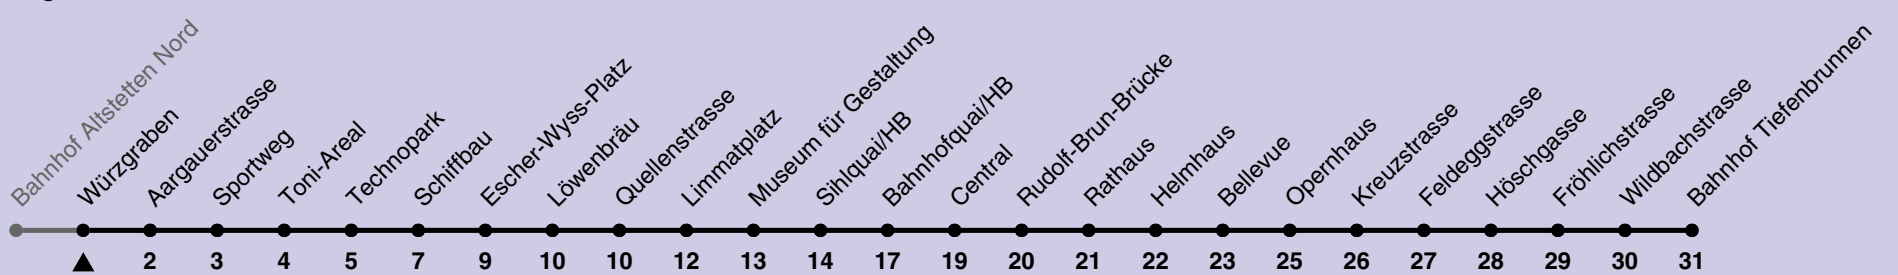 Bahnhof Altstetten Nord
Würzgraben
Aargauerstrasse
Sportweg
Toni-Areal
Technopark
Schiffbau
Escher-Wyss-Platz
Löwenbräu
Quellenstrasse
Limmatplatz
Museum für Gestaltung
Sihlquai/HB
Bahnhofquai/HB
Central
Rudolf-Brun-Brücke
Rathaus
Helmhaus
Bellevue
Opernhaus
Kreuzstrasse
Feldeggstrasse
Höschgasse
Fröhlichstrasse
Wildbachstrasse
Bahnhof Tiefenbrunnen
2 3 4 5 7 9 10 10 12 13 14 17 19 20 21 22 23 25 26 27 28 29 30 31